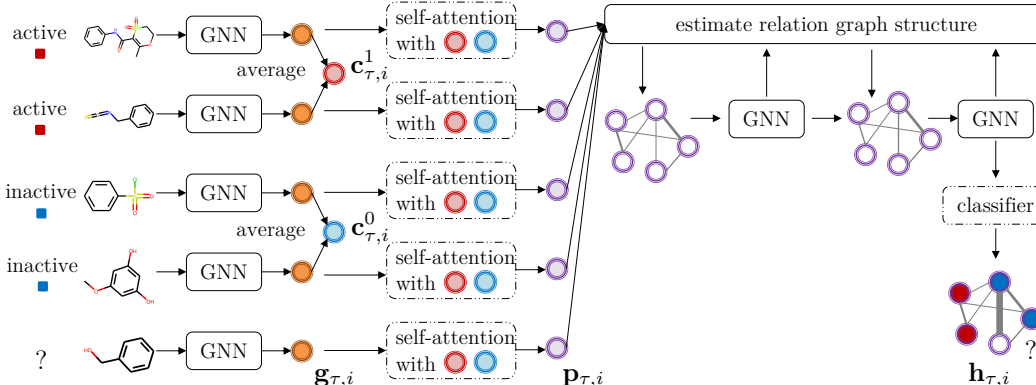 active
GNN
self-attention
with
estimate relation graph structure
average
c¹τ,i
active
GNN
self-attention
with
GNN
GNN
inactive
GNN
self-attention
with
classifier
average
c⁰τ,i
inactive
GNN
self-attention
with
?
GNN
self-attention
with
?
gτ,i
pτ,i
hτ,i